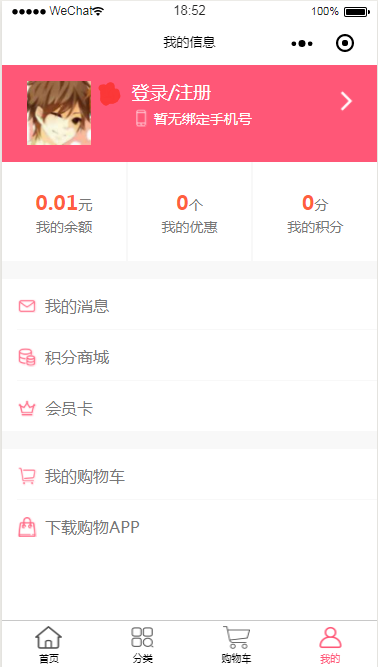 WeChat 18:52 100%
我的信息
登录/注册
暂无绑定手机号
0.01元 0个 0分
我的余额 我的优惠 我的积分
我的消息
积分商城
会员卡
我的购物车
下载购物APP
首页 分类 购物车 我的